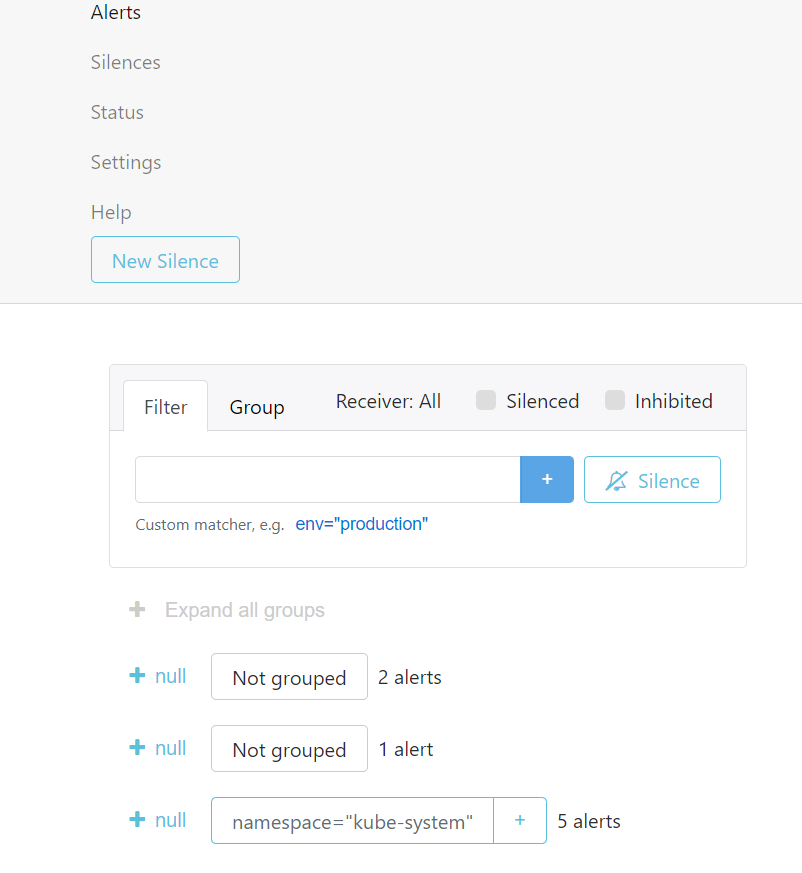 Alerts
Silences
Status
Settings
Help
New Silence
Filter Group Receiver: All Silenced Inhibited
+ Silence
Custom matcher, e.g. env="production"
+ Expand all groups
+ null Not grouped 2 alerts
+ null Not grouped 1 alert
+ null namespace="kube-system" + 5 alerts